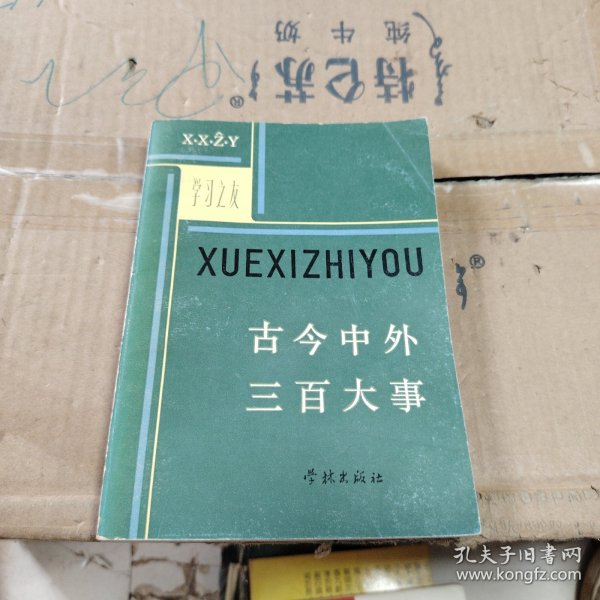 特仑苏
®
纯牛奶
X·X·Ẑ·Y
学习之友
XUEXIZHIYOU
古今中外
三百大事
学林出版社
®
孔夫子旧书网
www.kongfz.com